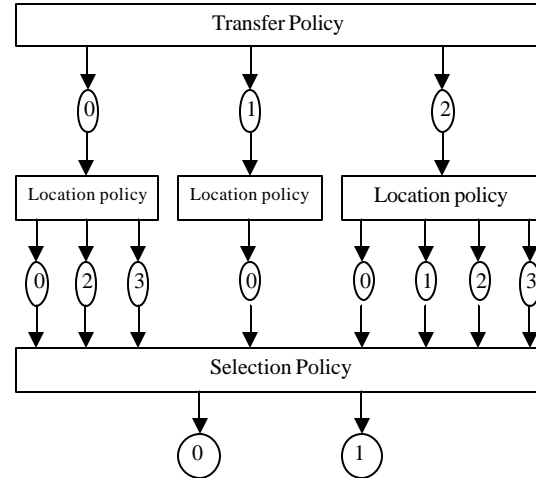 Transfer Policy
0 1 2
Location policy Location policy Location policy
0 2 3 0 0 1 2 3
Selection Policy
0 1